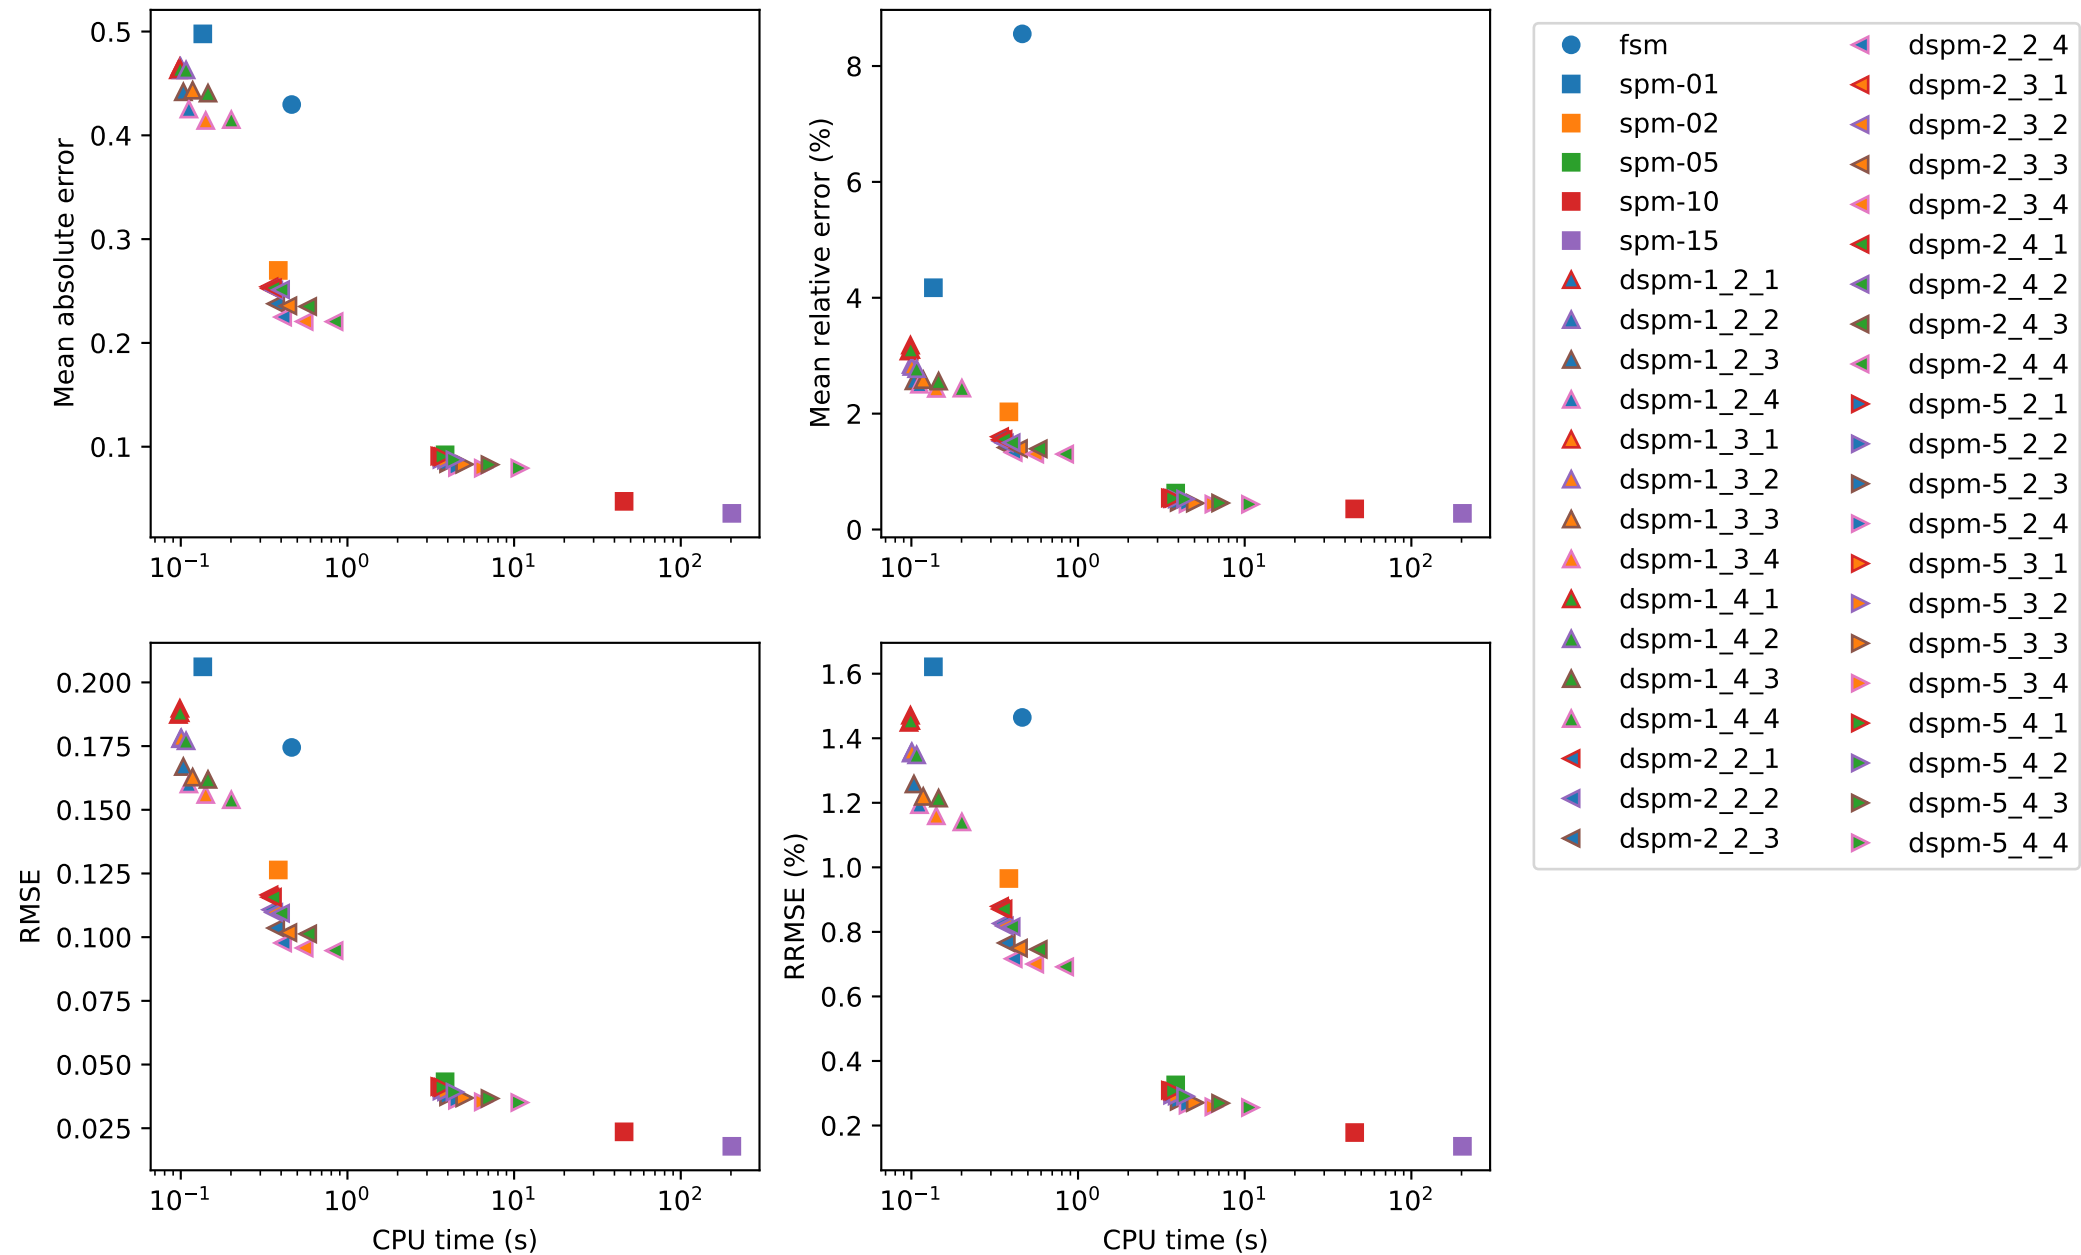 0.5
0.4
0.3
0.2
0.1
Mean absolute error
10⁻¹ 10⁰ 10¹ 10²
8
6
4
2
0
Mean relative error (%)
10⁻¹ 10⁰ 10¹ 10²
0.200
0.175
0.150
0.125
0.100
0.075
0.050
0.025
RMSE
10⁻¹ 10⁰ 10¹ 10²
CPU time (s)
1.6
1.4
1.2
1.0
0.8
0.6
0.4
0.2
RRMSE (%)
10⁻¹ 10⁰ 10¹ 10²
CPU time (s)
fsm
spm-01
spm-02
spm-05
spm-10
spm-15
dspm-1_2_1
dspm-1_2_2
dspm-1_2_3
dspm-1_2_4
dspm-1_3_1
dspm-1_3_2
dspm-1_3_3
dspm-1_3_4
dspm-1_4_1
dspm-1_4_2
dspm-1_4_3
dspm-1_4_4
dspm-2_2_1
dspm-2_2_2
dspm-2_2_3
dspm-2_2_4
dspm-2_3_1
dspm-2_3_2
dspm-2_3_3
dspm-2_3_4
dspm-2_4_1
dspm-2_4_2
dspm-2_4_3
dspm-2_4_4
dspm-5_2_1
dspm-5_2_2
dspm-5_2_3
dspm-5_2_4
dspm-5_3_1
dspm-5_3_2
dspm-5_3_3
dspm-5_3_4
dspm-5_4_1
dspm-5_4_2
dspm-5_4_3
dspm-5_4_4